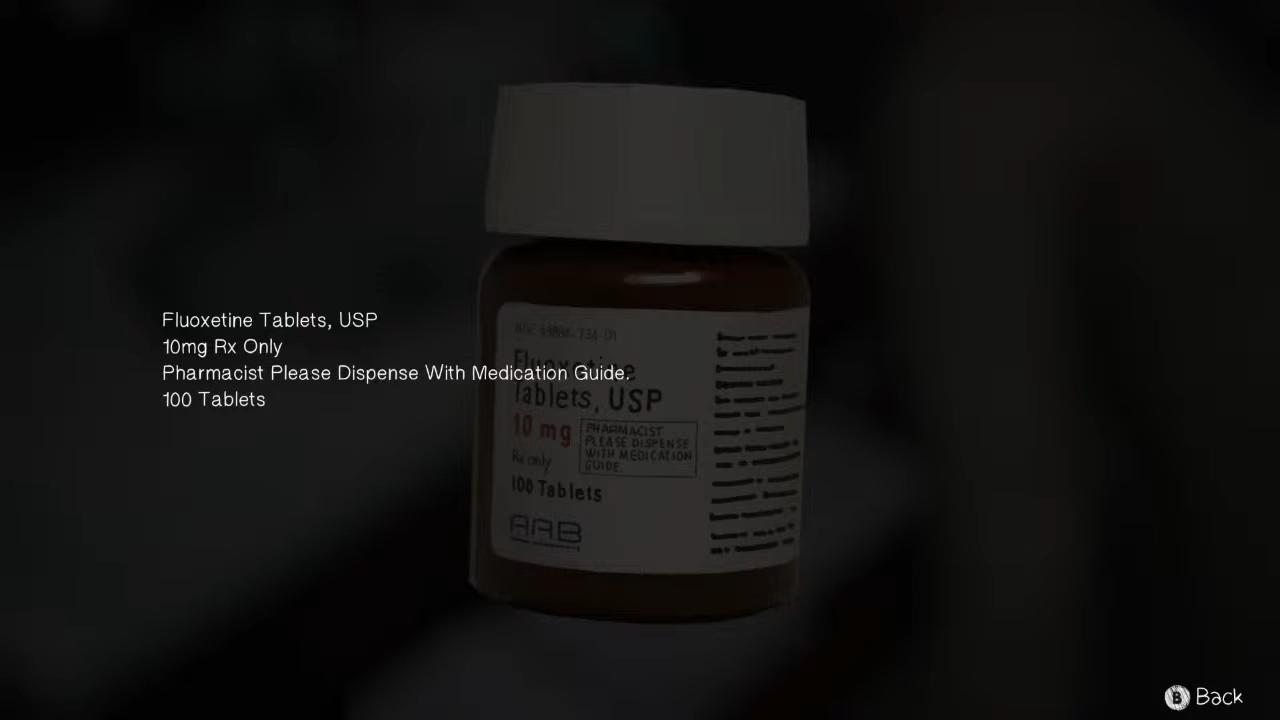 Fluoxetine Tablets, USP
10mg Rx Only
Pharmacist Please Dispense With Medication Guide.
100 Tablets
Fluoxetine
Tablets, USP
10 mg
PHARMACIST
PLEASE DISPENSE
WITH MEDICATION
GUIDE.
Rx only
100 Tablets
AAB
B Back